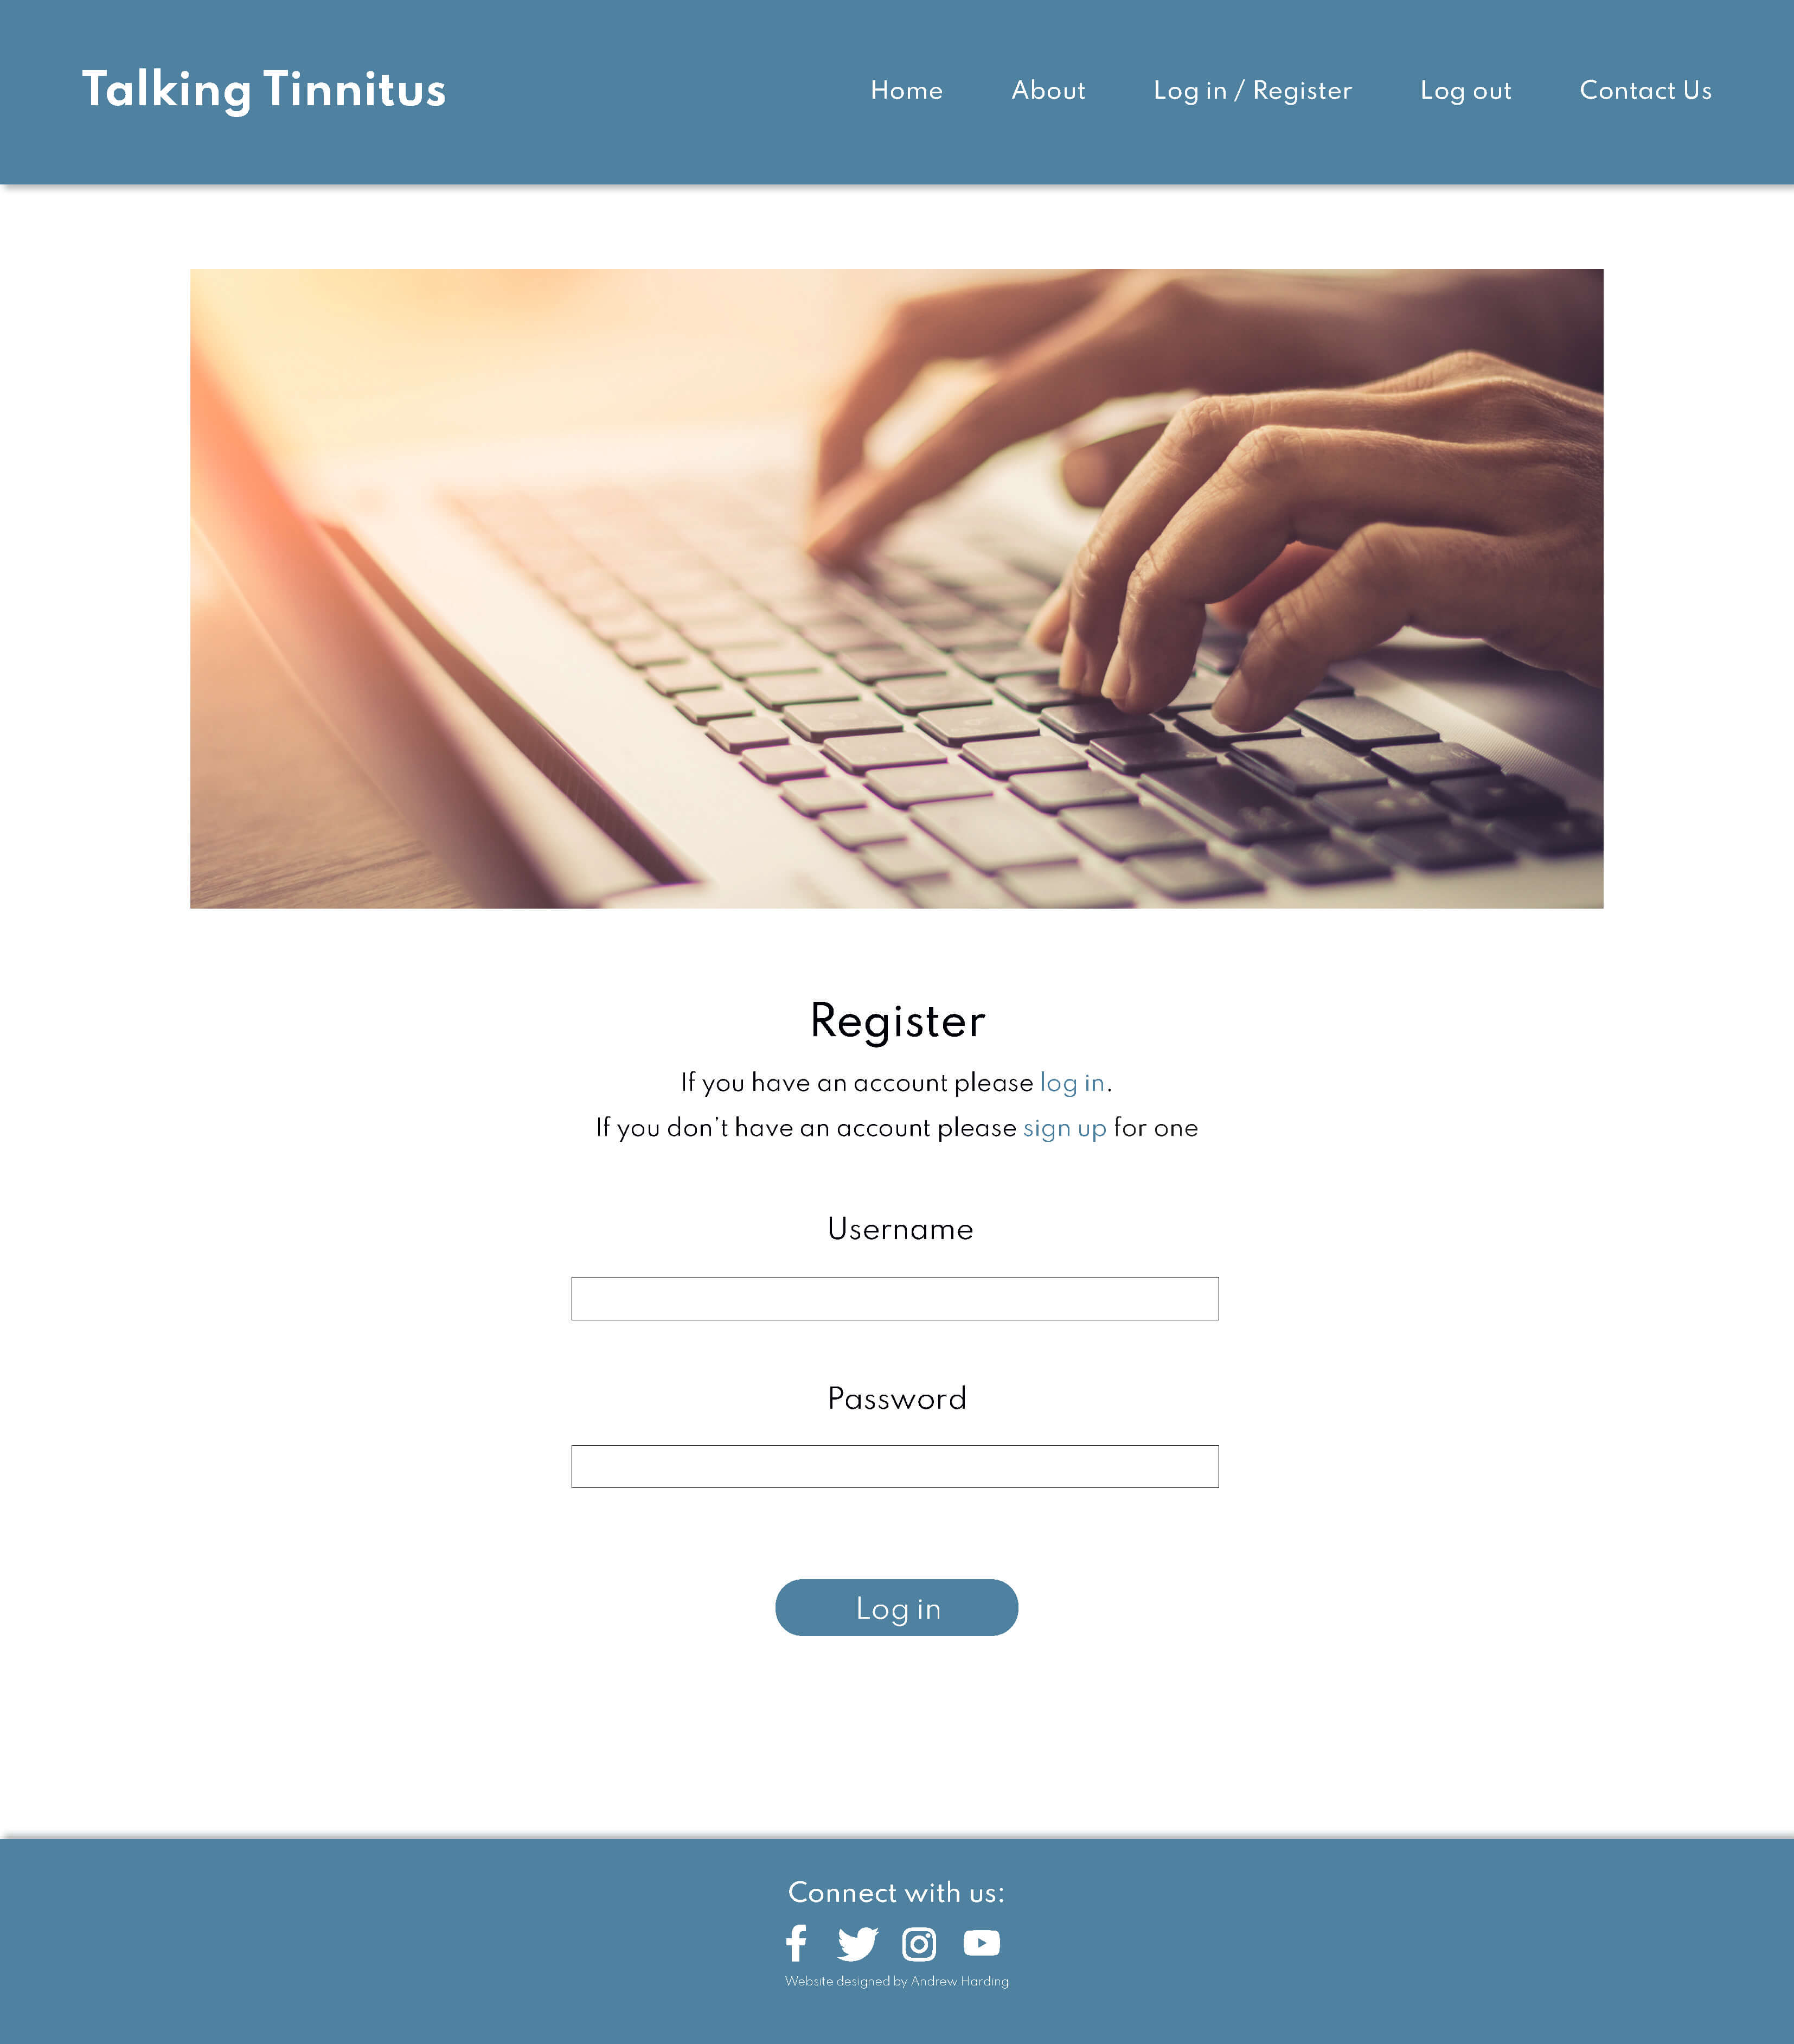 Talking Tinnitus
Home About Log in / Register Log out Contact Us
Register
If you have an account please log in.
If you don’t have an account please sign up for one
Username
Password
Log in
Connect with us:
Website designed by Andrew Harding